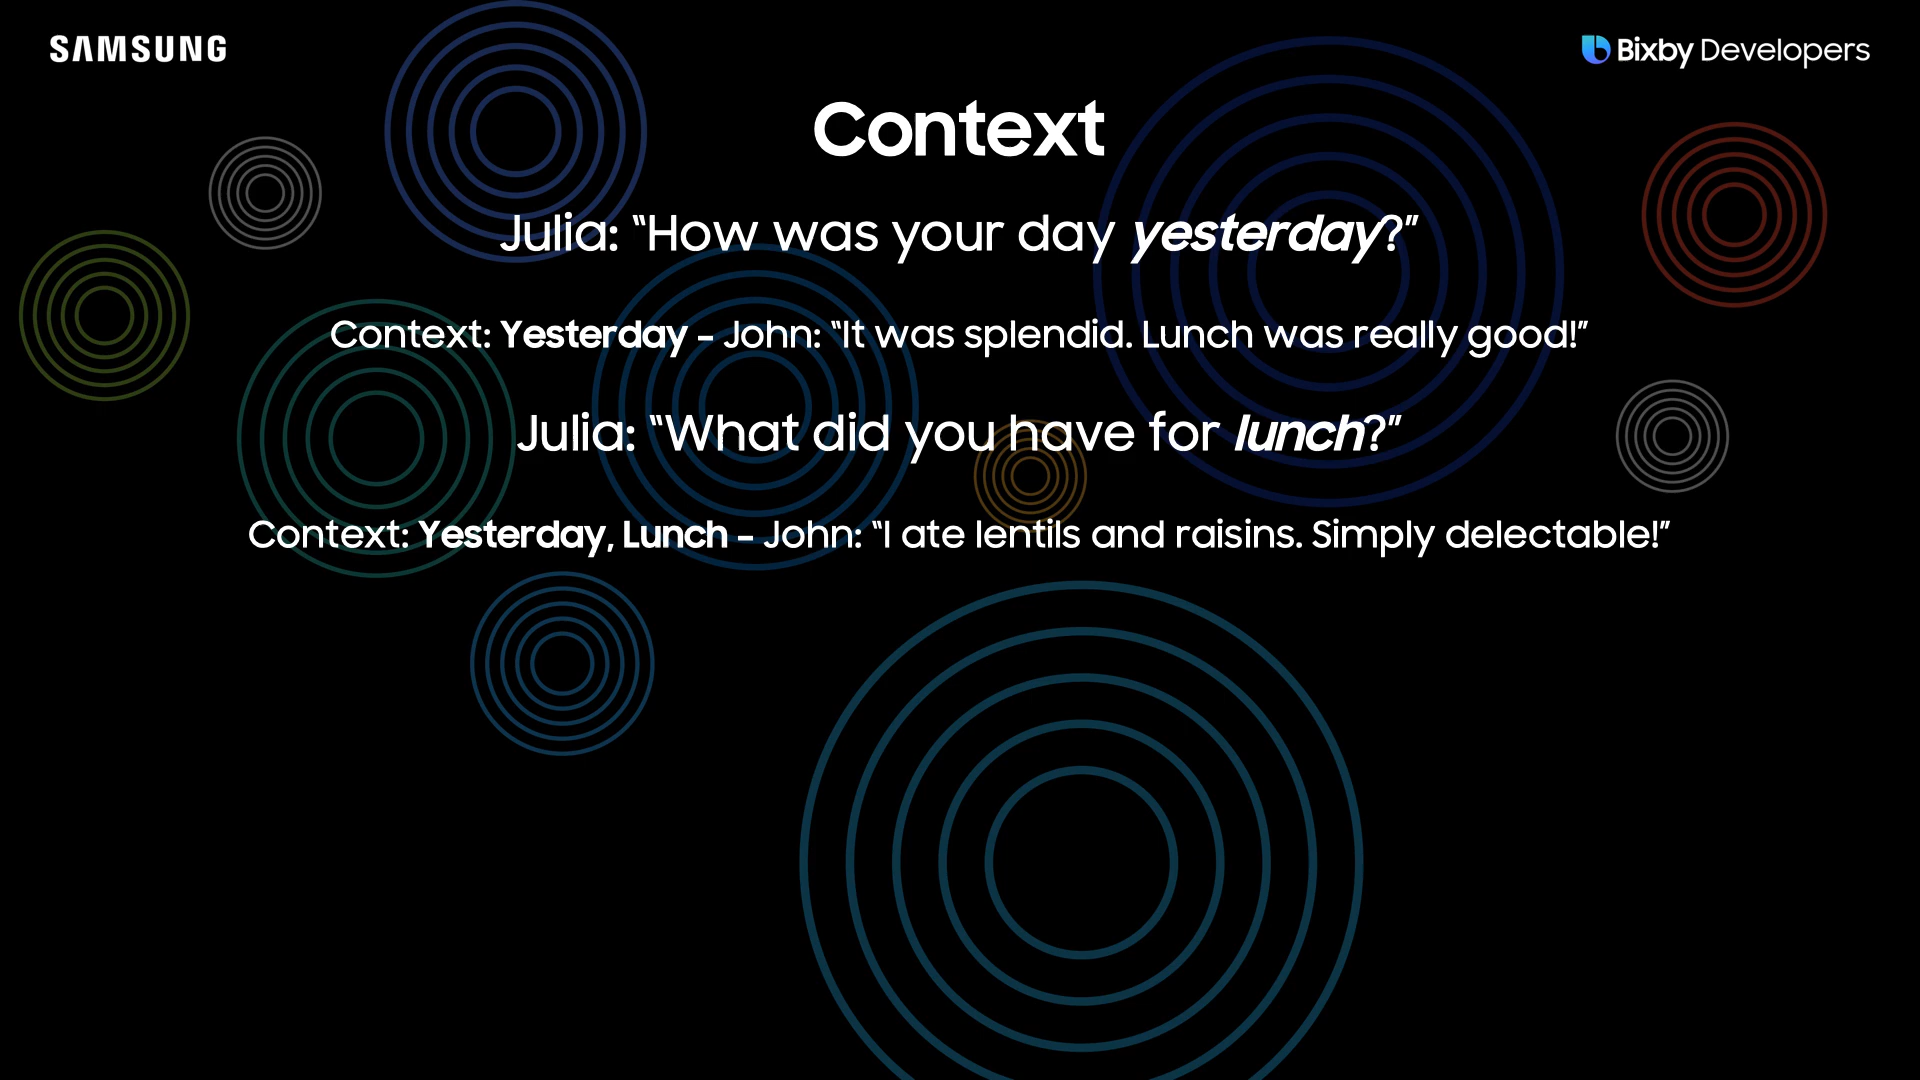 SAMSUNG
Bixby Developers
Context
Julia: “How was your day yesterday?”
Context: Yesterday - John: “It was splendid. Lunch was really good!”
Julia: “What did you have for lunch?”
Context: Yesterday, Lunch - John: “I ate lentils and raisins. Simply delectable!”